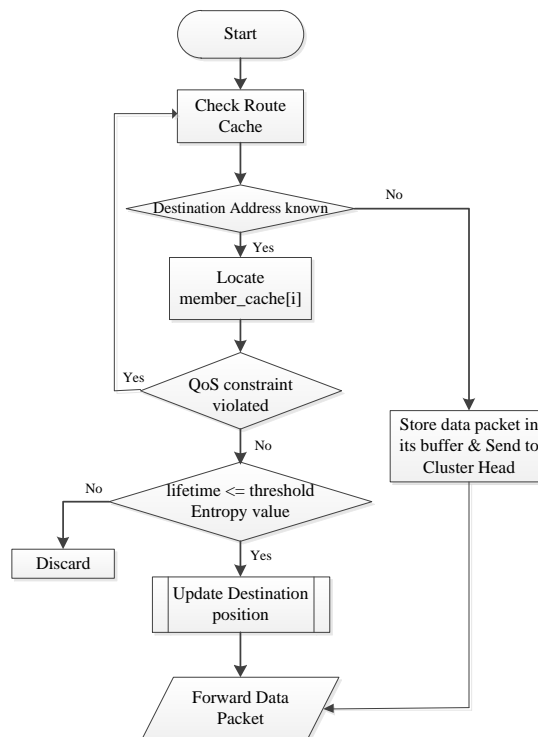 Start
Check Route
Cache
Destination Address known
No
Yes
Locate
member_cache[i]
QoS constraint
violated
Yes
No
Store data packet in
its buffer & Send to
Cluster Head
lifetime <= threshold
Entropy value
No
Yes
Discard
Update Destination
position
Forward Data
Packet